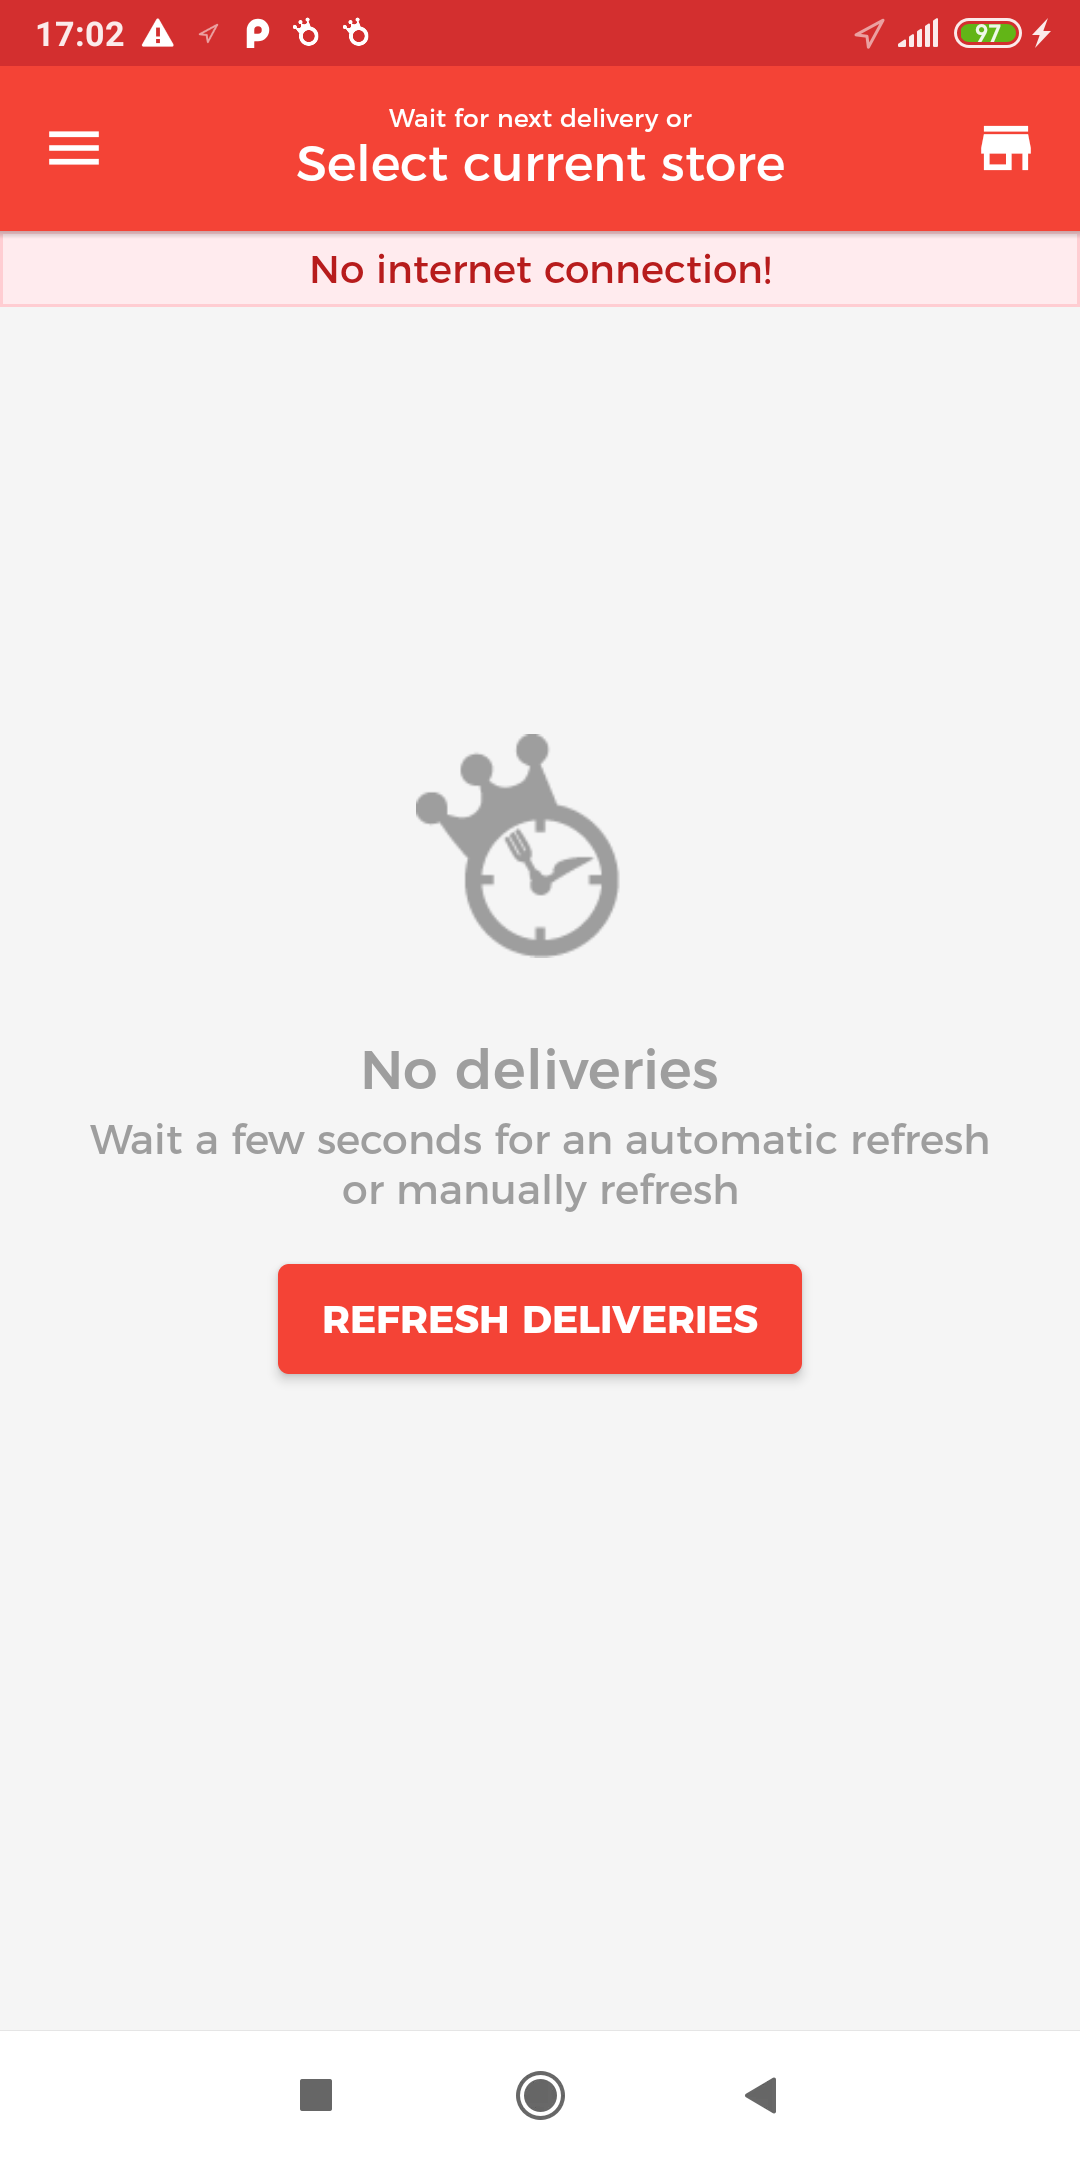 17:02
97
Wait for next delivery or
Select current store
No internet connection!
No deliveries
Wait a few seconds for an automatic refresh
or manually refresh
REFRESH DELIVERIES